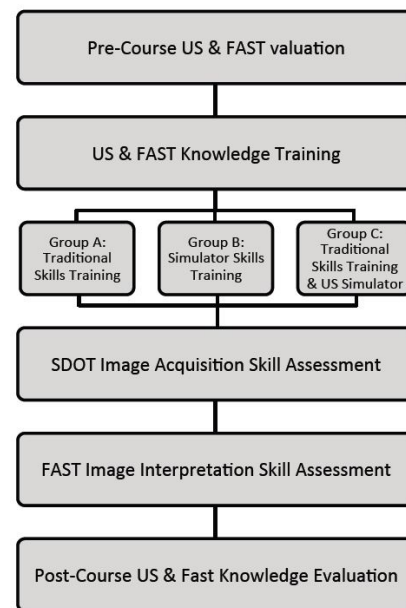 Pre-Course US & FAST valuation
US & FAST Knowledge Training
Group A:
Traditional
Skills Training
Group B:
Simulator Skills
Training
Group C:
Traditional
Skills Training
& US Simulator
SDOT Image Acquisition Skill Assessment
FAST Image Interpretation Skill Assessment
Post-Course US & Fast Knowledge Evaluation